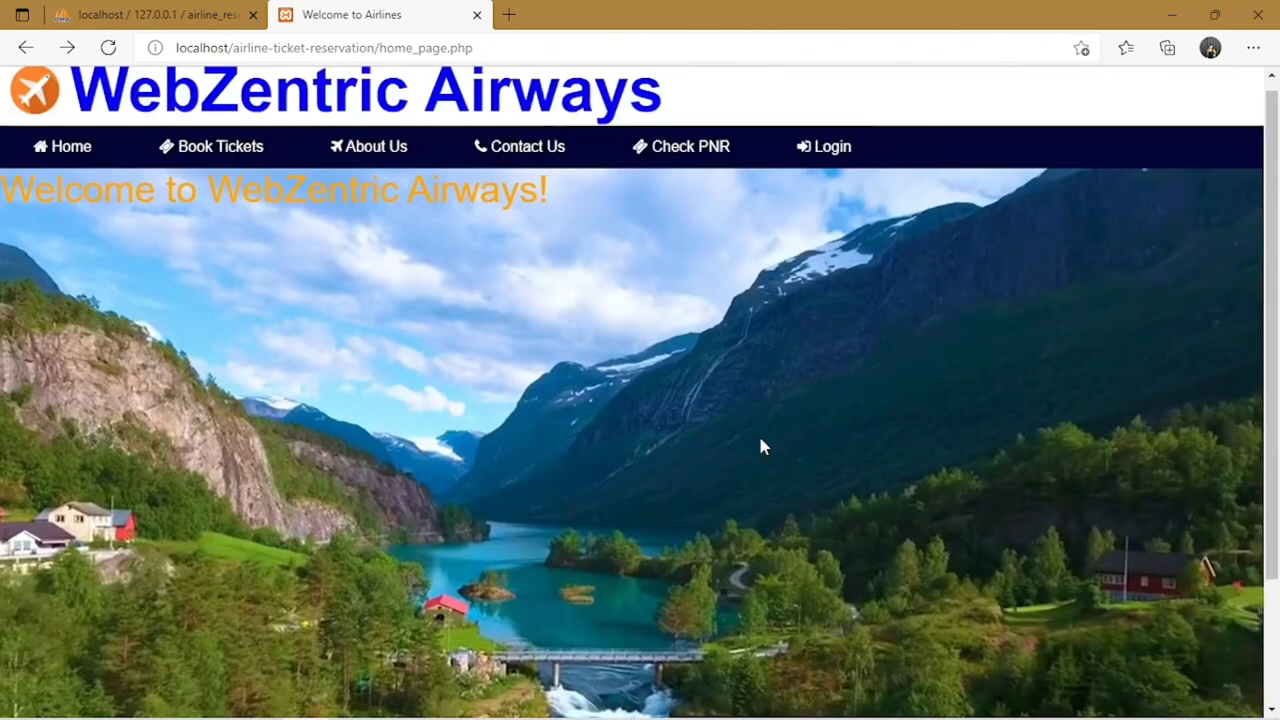 localhost / 127.0.0.1 / airline_rese
Welcome to Airlines
localhost/airline-ticket-reservation/home_page.php
WebZentric Airways
Home Book Tickets About Us Contact Us Check PNR Login
Welcome to WebZentric Airways!